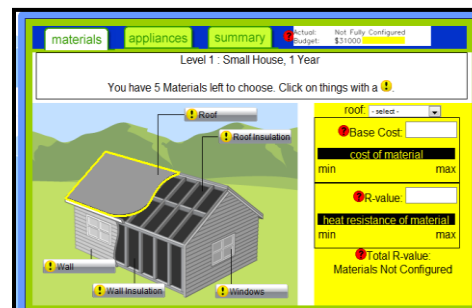 materials appliances summary
? Actual: Not Fully Configured
Budget: $31000
Level 1 : Small House, 1 Year
You have 5 Materials left to choose. Click on things with a !.
! Roof
! Roof Insulation
! Wall
! Wall Insulation
! Windows
roof: - select -
? Base Cost:
cost of material
min max
? R-value:
heat resistance of material
min max
? Total R-value:
Materials Not Configured